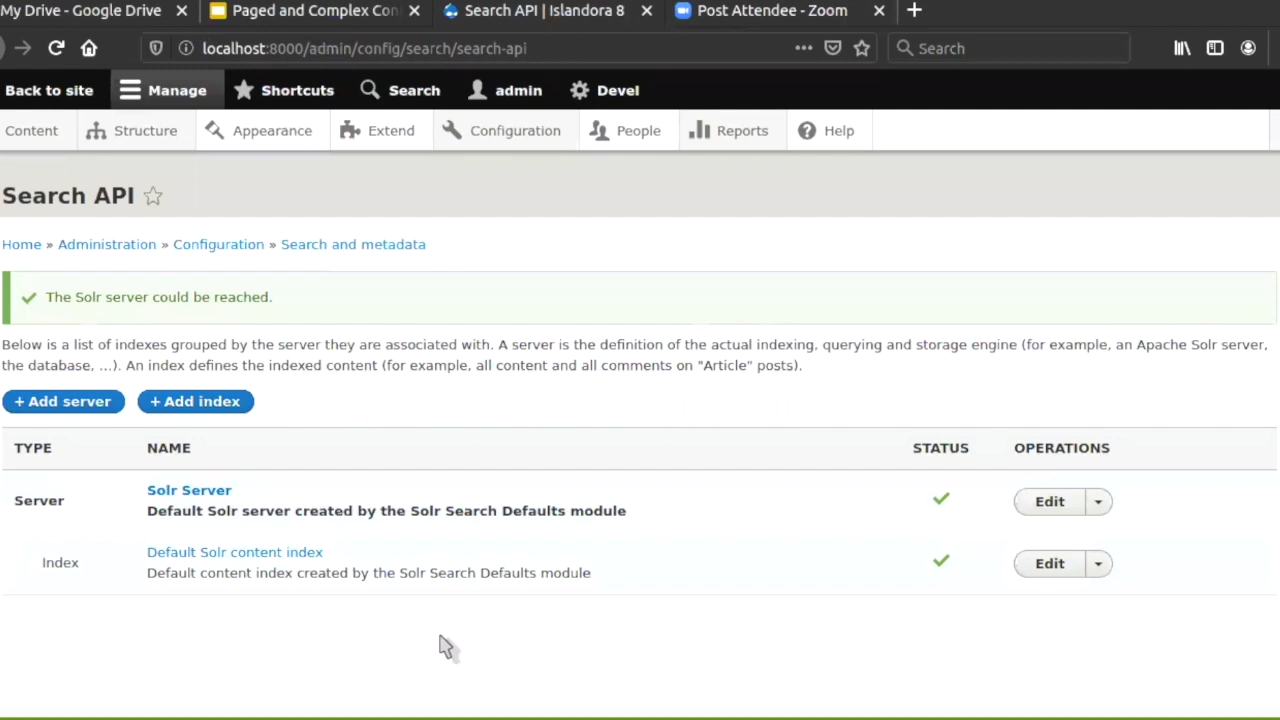 My Drive - Google Drive
Paged and Complex Con
Search API | Islandora 8
Post Attendee - Zoom
localhost:8000/admin/config/search/search-api
Search
Back to site
Manage
Shortcuts
Search
admin
Devel
Content
Structure
Appearance
Extend
Configuration
People
Reports
Help
Search API
Home » Administration » Configuration » Search and metadata
The Solr server could be reached.
Below is a list of indexes grouped by the server they are associated with. A server is the definition of the actual indexing, querying and storage engine (for example, an Apache Solr server,
the database, ...). An index defines the indexed content (for example, all content and all comments on "Article" posts).
+ Add server
+ Add index
TYPE NAME STATUS OPERATIONS
Server
Solr Server
Default Solr server created by the Solr Search Defaults module
Edit
Index
Default Solr content index
Default content index created by the Solr Search Defaults module
Edit